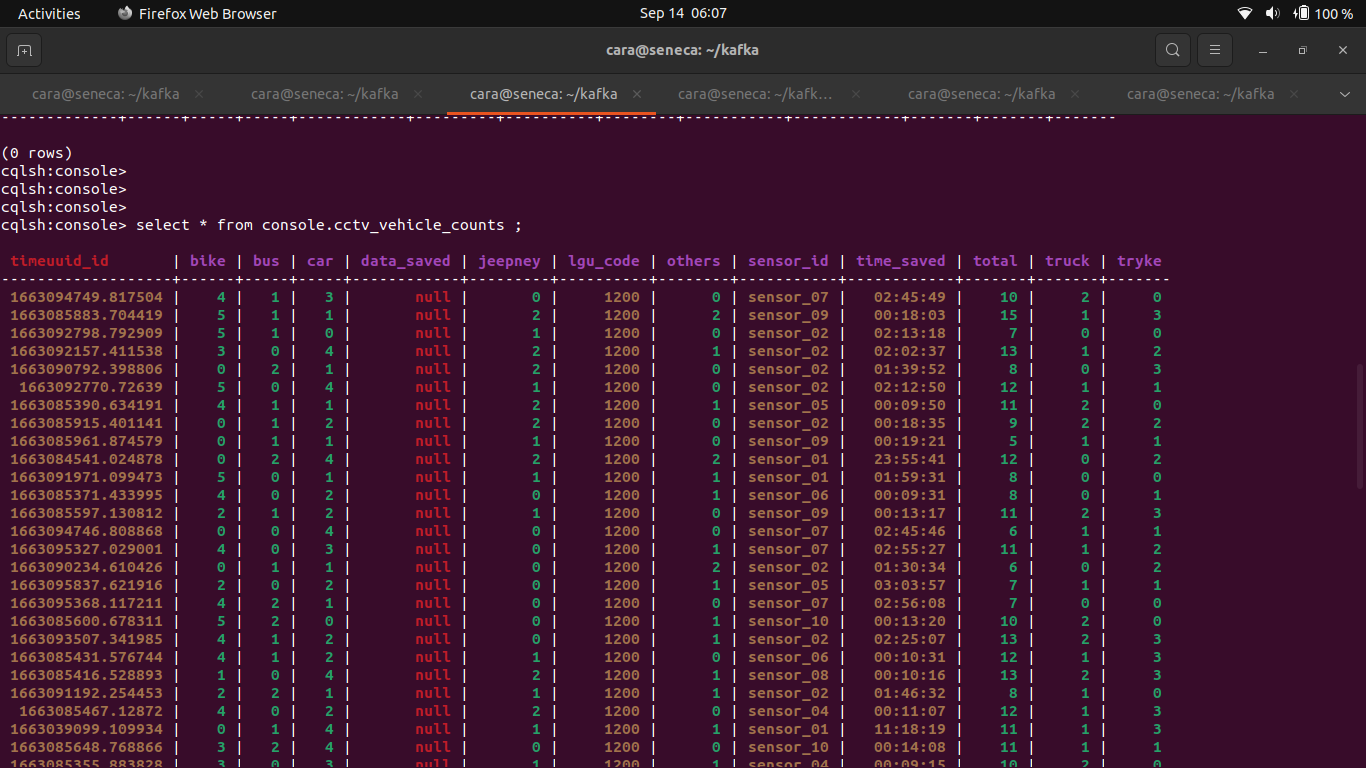 Activities Firefox Web Browser Sep 14 06:07 100 %
cara@seneca: ~/kafka
cara@seneca: ~/kafka × cara@seneca: ~/kafka × cara@seneca: ~/kafka × cara@seneca: ~/kafk… × cara@seneca: ~/kafka × cara@seneca: ~/kafka ×
-------------+------+-----+-----+------------+---------+----------+--------+-----------+------------+-------+-------+-------
(0 rows)
cqlsh:console>
cqlsh:console>
cqlsh:console>
cqlsh:console> select * from console.cctv_vehicle_counts ;
timeuuid_id | bike | bus | car | data_saved | jeepney | lgu_code | others | sensor_id | time_saved | total | truck | tryke
-------------------+------+-----+-----+------------+---------+----------+--------+-----------+------------+-------+-------+-------
1663094749.817504 | 4 | 1 | 3 | null | 0 | 1200 | 0 | sensor_07 | 02:45:49 | 10 | 2 | 0
1663085883.704419 | 5 | 1 | 1 | null | 2 | 1200 | 2 | sensor_09 | 00:18:03 | 15 | 1 | 3
1663092798.792909 | 5 | 1 | 0 | null | 1 | 1200 | 0 | sensor_02 | 02:13:18 | 7 | 0 | 0
1663092157.411538 | 3 | 0 | 4 | null | 2 | 1200 | 1 | sensor_02 | 02:02:37 | 13 | 1 | 2
1663090792.398806 | 0 | 2 | 1 | null | 2 | 1200 | 0 | sensor_02 | 01:39:52 | 8 | 0 | 3
1663092770.72639 | 5 | 0 | 4 | null | 1 | 1200 | 0 | sensor_02 | 02:12:50 | 12 | 1 | 1
1663085390.634191 | 4 | 1 | 1 | null | 2 | 1200 | 1 | sensor_05 | 00:09:50 | 11 | 2 | 0
1663085915.401141 | 0 | 1 | 2 | null | 2 | 1200 | 0 | sensor_02 | 00:18:35 | 9 | 2 | 2
1663085961.874579 | 0 | 1 | 1 | null | 1 | 1200 | 0 | sensor_09 | 00:19:21 | 5 | 1 | 1
1663084541.024878 | 0 | 2 | 4 | null | 2 | 1200 | 2 | sensor_01 | 23:55:41 | 12 | 0 | 2
1663091971.099473 | 5 | 0 | 1 | null | 1 | 1200 | 1 | sensor_01 | 01:59:31 | 8 | 0 | 0
1663085371.433995 | 4 | 0 | 2 | null | 0 | 1200 | 1 | sensor_06 | 00:09:31 | 8 | 0 | 1
1663085597.130812 | 2 | 1 | 2 | null | 1 | 1200 | 0 | sensor_09 | 00:13:17 | 11 | 2 | 3
1663094746.808868 | 0 | 0 | 4 | null | 0 | 1200 | 0 | sensor_07 | 02:45:46 | 6 | 1 | 1
1663095327.029001 | 4 | 0 | 3 | null | 0 | 1200 | 1 | sensor_07 | 02:55:27 | 11 | 1 | 2
1663090234.610426 | 0 | 1 | 1 | null | 0 | 1200 | 2 | sensor_02 | 01:30:34 | 6 | 0 | 2
1663095837.621916 | 2 | 0 | 2 | null | 0 | 1200 | 1 | sensor_05 | 03:03:57 | 7 | 1 | 1
1663095368.117211 | 4 | 2 | 1 | null | 0 | 1200 | 0 | sensor_07 | 02:56:08 | 7 | 0 | 0
1663085600.678311 | 5 | 2 | 0 | null | 0 | 1200 | 1 | sensor_10 | 00:13:20 | 10 | 2 | 0
1663093507.341985 | 4 | 1 | 2 | null | 0 | 1200 | 0 | sensor_02 | 02:25:07 | 13 | 2 | 3
1663085431.576744 | 4 | 1 | 2 | null | 1 | 1200 | 0 | sensor_06 | 00:10:31 | 12 | 1 | 3
1663085416.528893 | 1 | 0 | 4 | null | 2 | 1200 | 1 | sensor_08 | 00:10:16 | 13 | 2 | 3
1663091192.254453 | 2 | 2 | 1 | null | 1 | 1200 | 1 | sensor_02 | 01:46:32 | 8 | 1 | 0
1663085467.12872 | 4 | 0 | 2 | null | 2 | 1200 | 0 | sensor_04 | 00:11:07 | 12 | 1 | 3
1663039099.109934 | 0 | 1 | 4 | null | 1 | 1200 | 1 | sensor_01 | 11:18:19 | 11 | 1 | 3
1663085648.768866 | 3 | 2 | 4 | null | 0 | 1200 | 0 | sensor_10 | 00:14:08 | 11 | 1 | 1
1663085355.883828 | 3 | 0 | 3 | null | 1 | 1200 | 1 | sensor_04 | 00:09:15 | 10 | 2 | 0